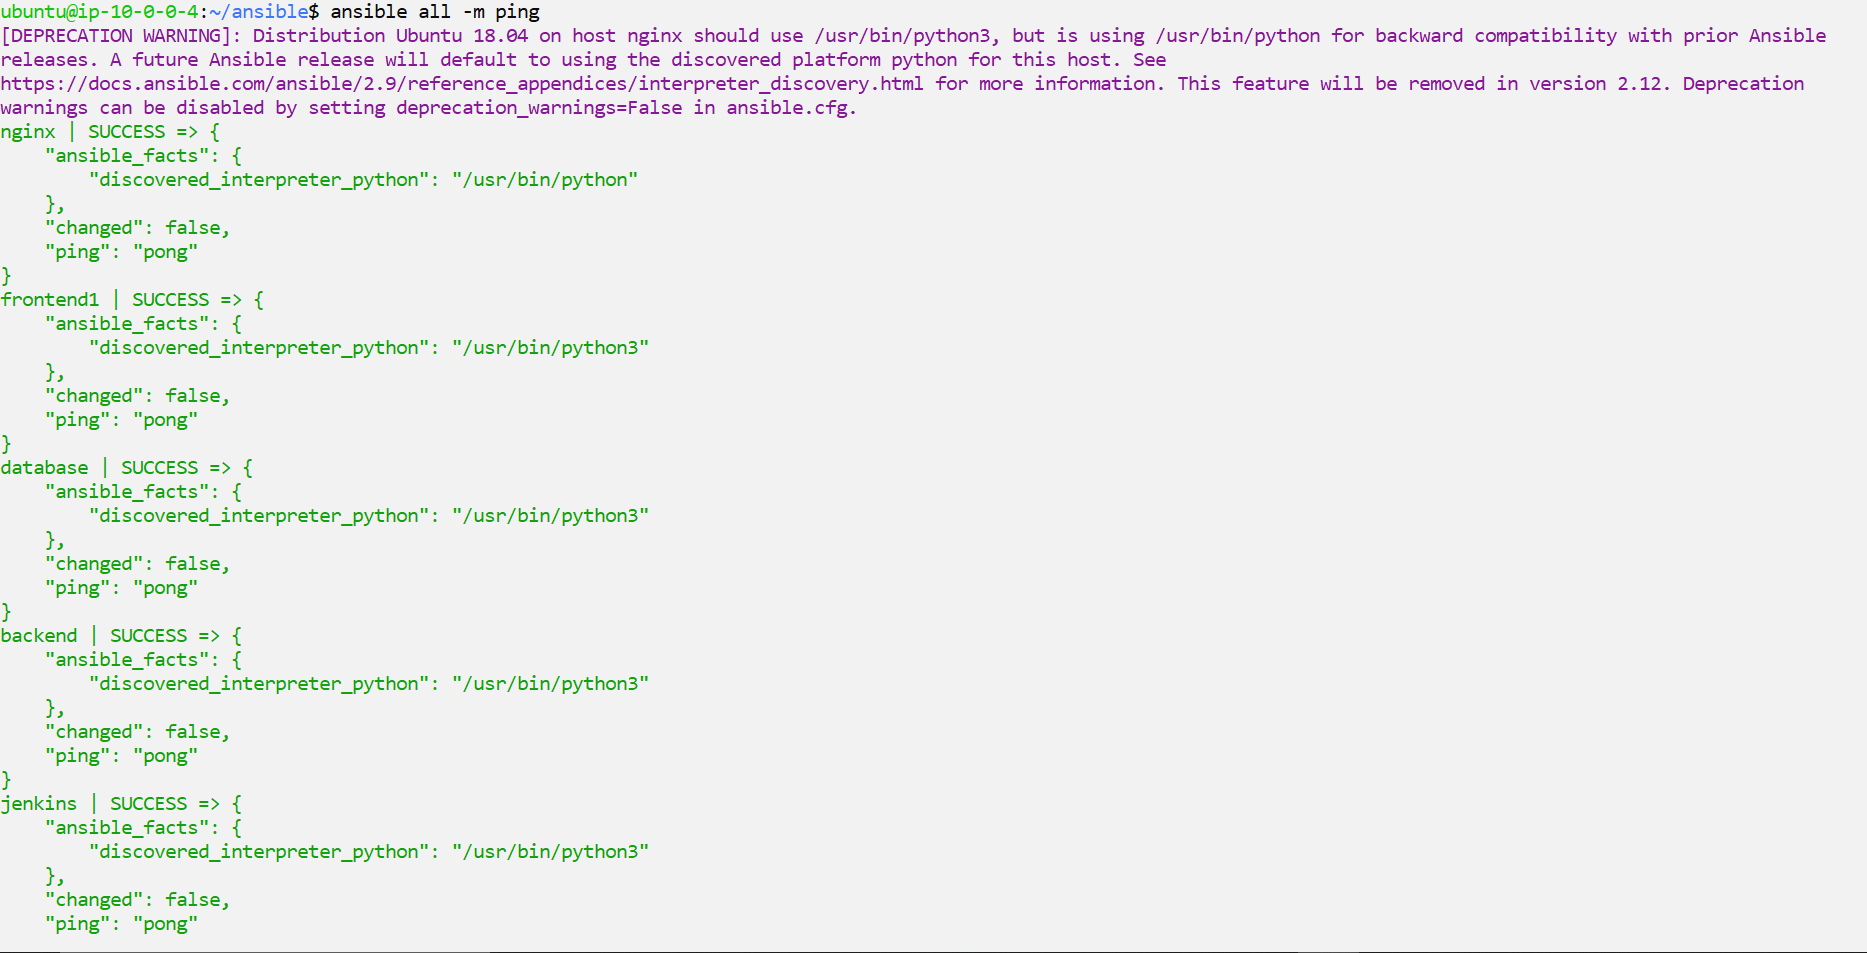 ubuntu@ip-10-0-0-4:~/ansible$ ansible all -m ping
[DEPRECATION WARNING]: Distribution Ubuntu 18.04 on host nginx should use /usr/bin/python3, but is using /usr/bin/python for backward compatibility with prior Ansible
releases. A future Ansible release will default to using the discovered platform python for this host. See
https://docs.ansible.com/ansible/2.9/reference_appendices/interpreter_discovery.html for more information. This feature will be removed in version 2.12. Deprecation
warnings can be disabled by setting deprecation_warnings=False in ansible.cfg.
nginx | SUCCESS => {
    "ansible_facts": {
        "discovered_interpreter_python": "/usr/bin/python"
    },
    "changed": false,
    "ping": "pong"
}
frontend1 | SUCCESS => {
    "ansible_facts": {
        "discovered_interpreter_python": "/usr/bin/python3"
    },
    "changed": false,
    "ping": "pong"
}
database | SUCCESS => {
    "ansible_facts": {
        "discovered_interpreter_python": "/usr/bin/python3"
    },
    "changed": false,
    "ping": "pong"
}
backend | SUCCESS => {
    "ansible_facts": {
        "discovered_interpreter_python": "/usr/bin/python3"
    },
    "changed": false,
    "ping": "pong"
}
jenkins | SUCCESS => {
    "ansible_facts": {
        "discovered_interpreter_python": "/usr/bin/python3"
    },
    "changed": false,
    "ping": "pong"